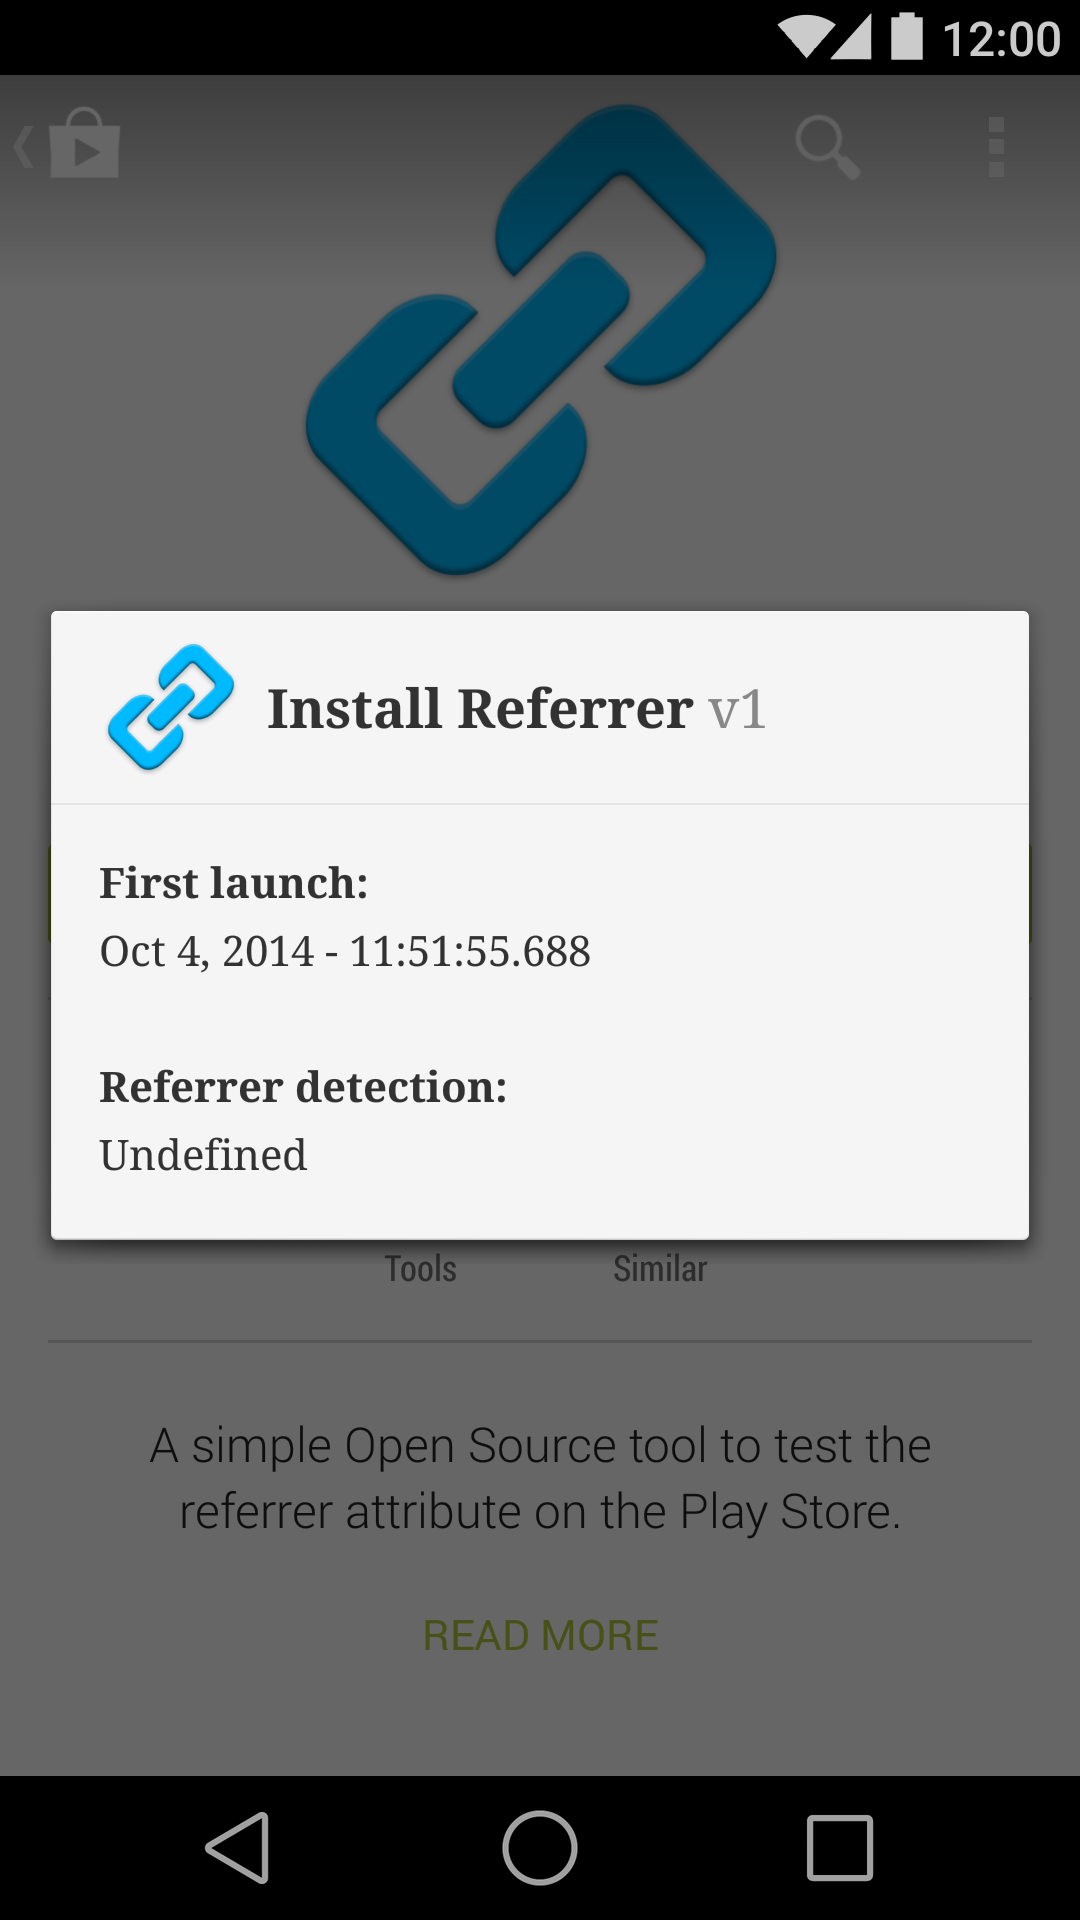 12:00
Install Referrer v1
First launch:
Oct 4, 2014 - 11:51:55.688
Referrer detection:
Undefined
Tools Similar
A simple Open Source tool to test the
referrer attribute on the Play Store.
READ MORE